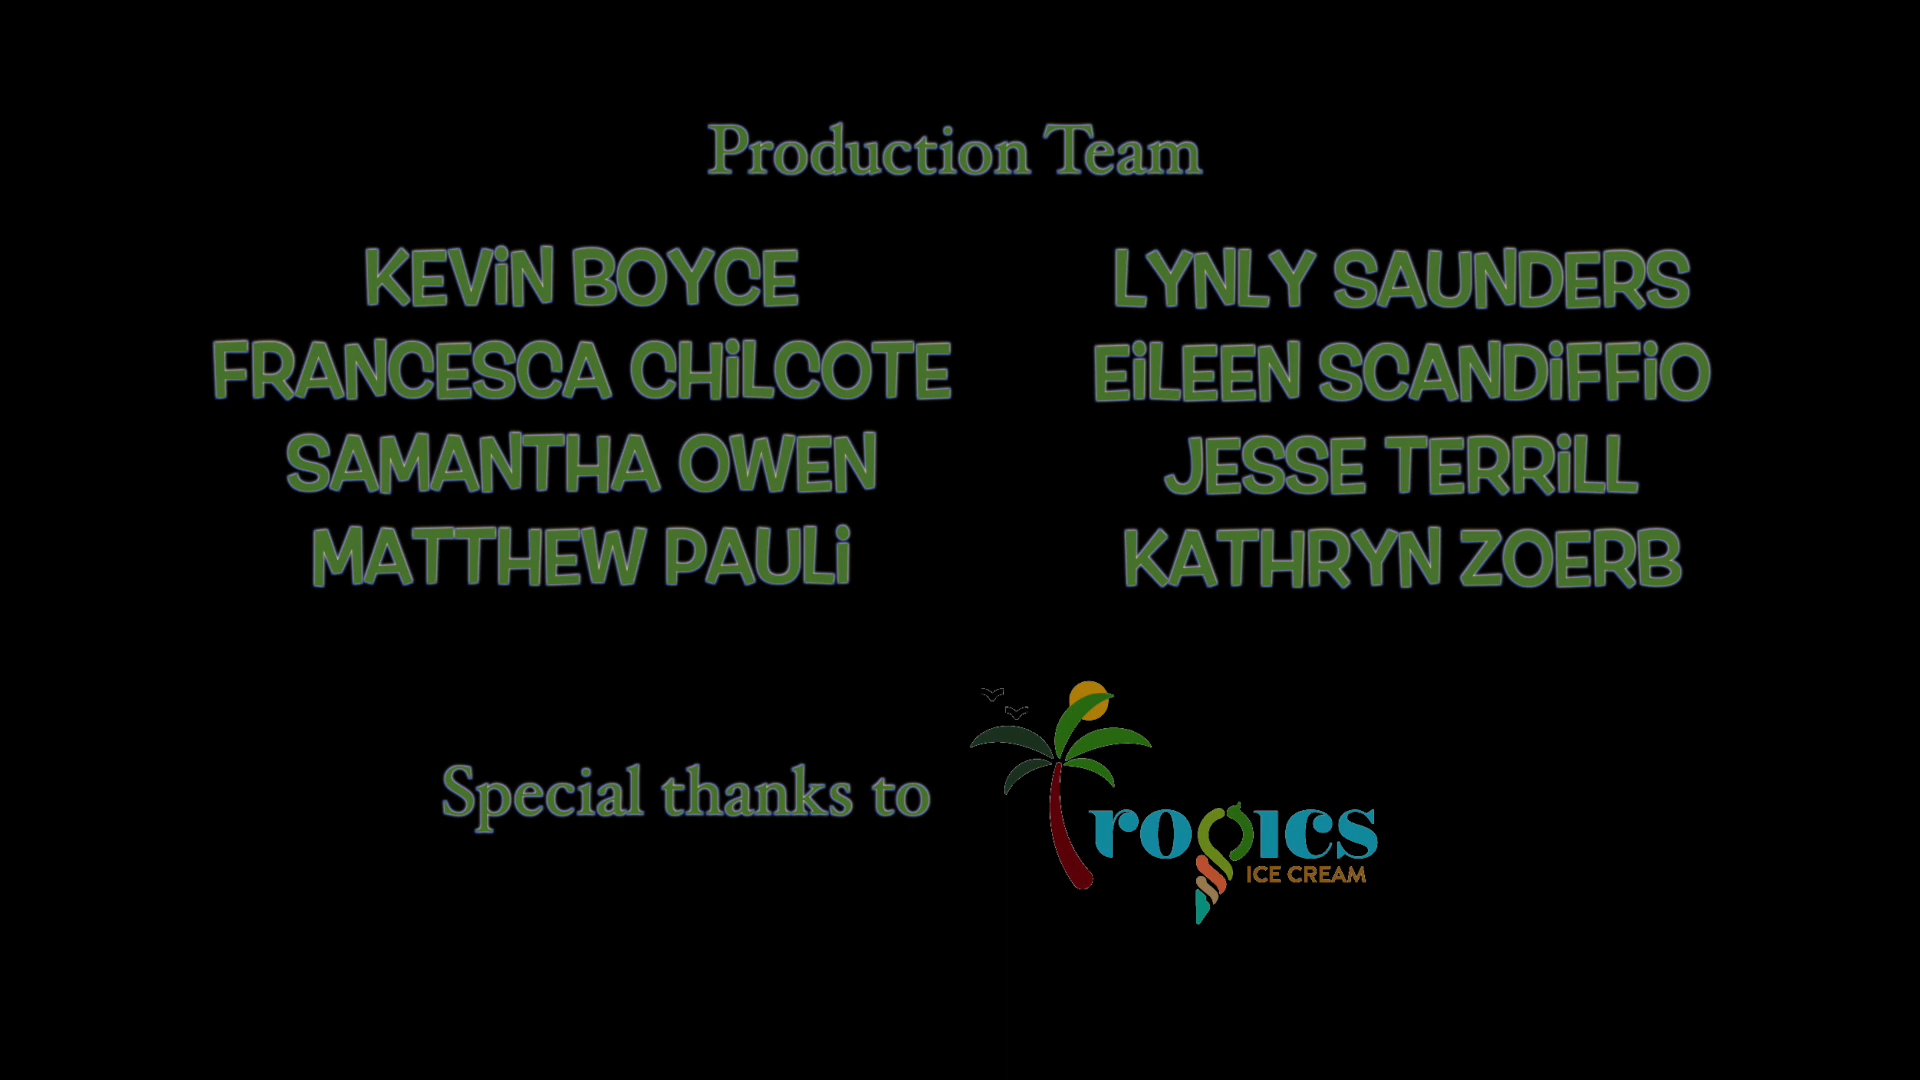 Production Team
KEViN BOYCE
FRANCESCA CHiLCOTE
SAMANTHA OWEN
MATTHEW PAULi
LYNLY SAUNDERS
EiLEEN SCANDiFFiO
JESSE TERRiLL
KATHRYN ZOERB
Special thanks to
Tropics
ICE CREAM